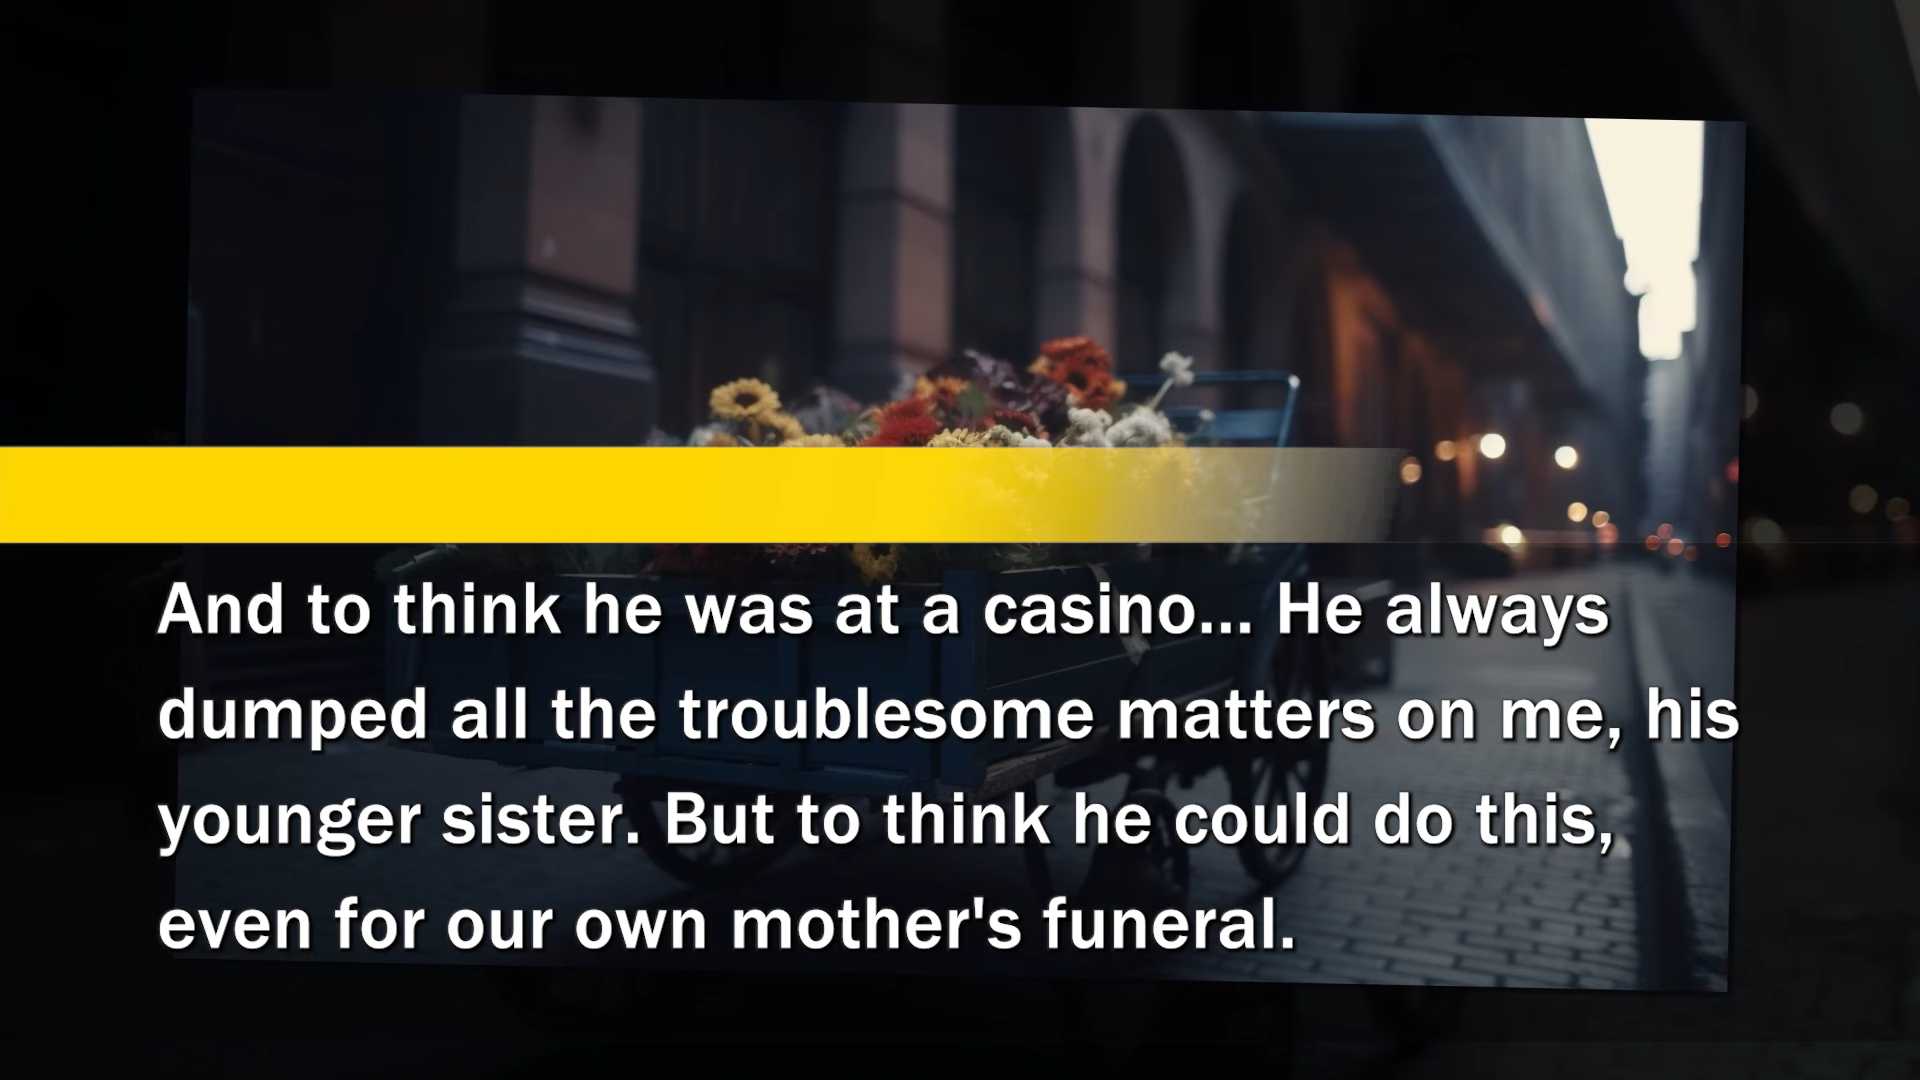 And to think he was at a casino... He always
dumped all the troublesome matters on me, his
younger sister. But to think he could do this,
even for our own mother's funeral.